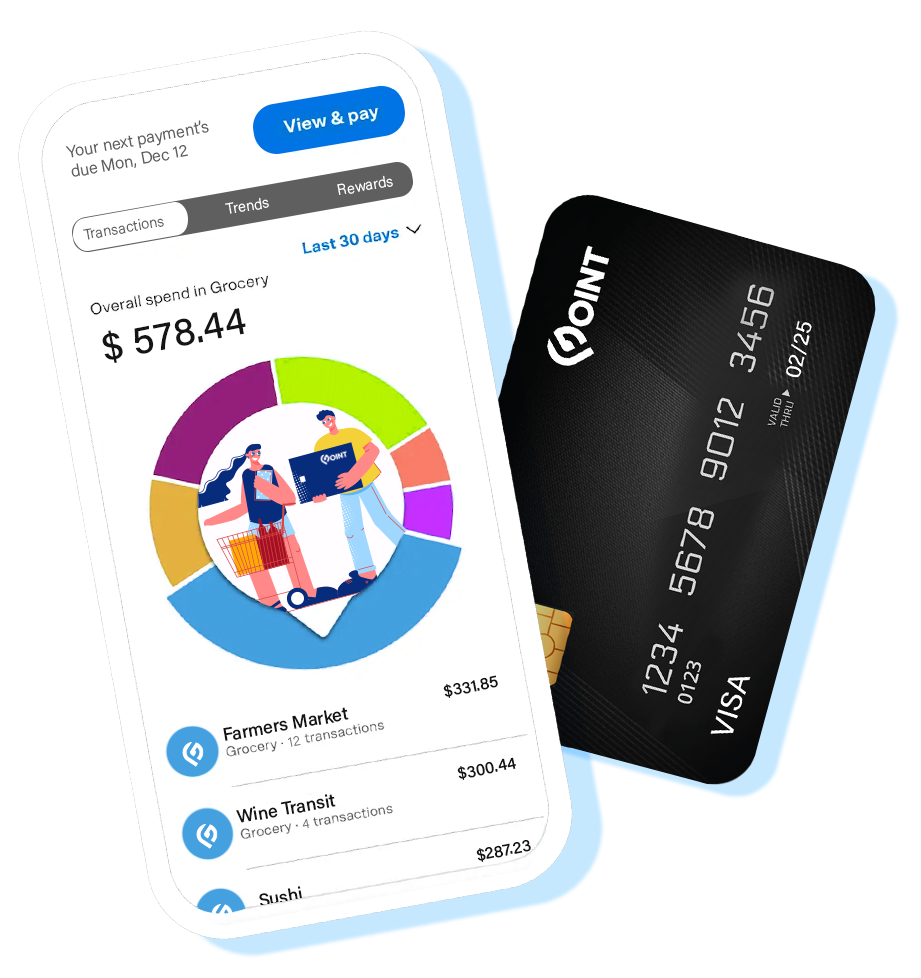 Your next payment's
due Mon, Dec 12
View & pay
Transactions
Trends
Rewards
Last 30 days
Overall spend in Grocery
$ 578.44
POINT
Farmers Market
Grocery · 12 transactions
$331.85
Wine Transit
Grocery · 4 transactions
$300.44
Sushi
$287.23
POINT
1234 5678 9012 3456
0123
VALID
THRU
02/25
VISA